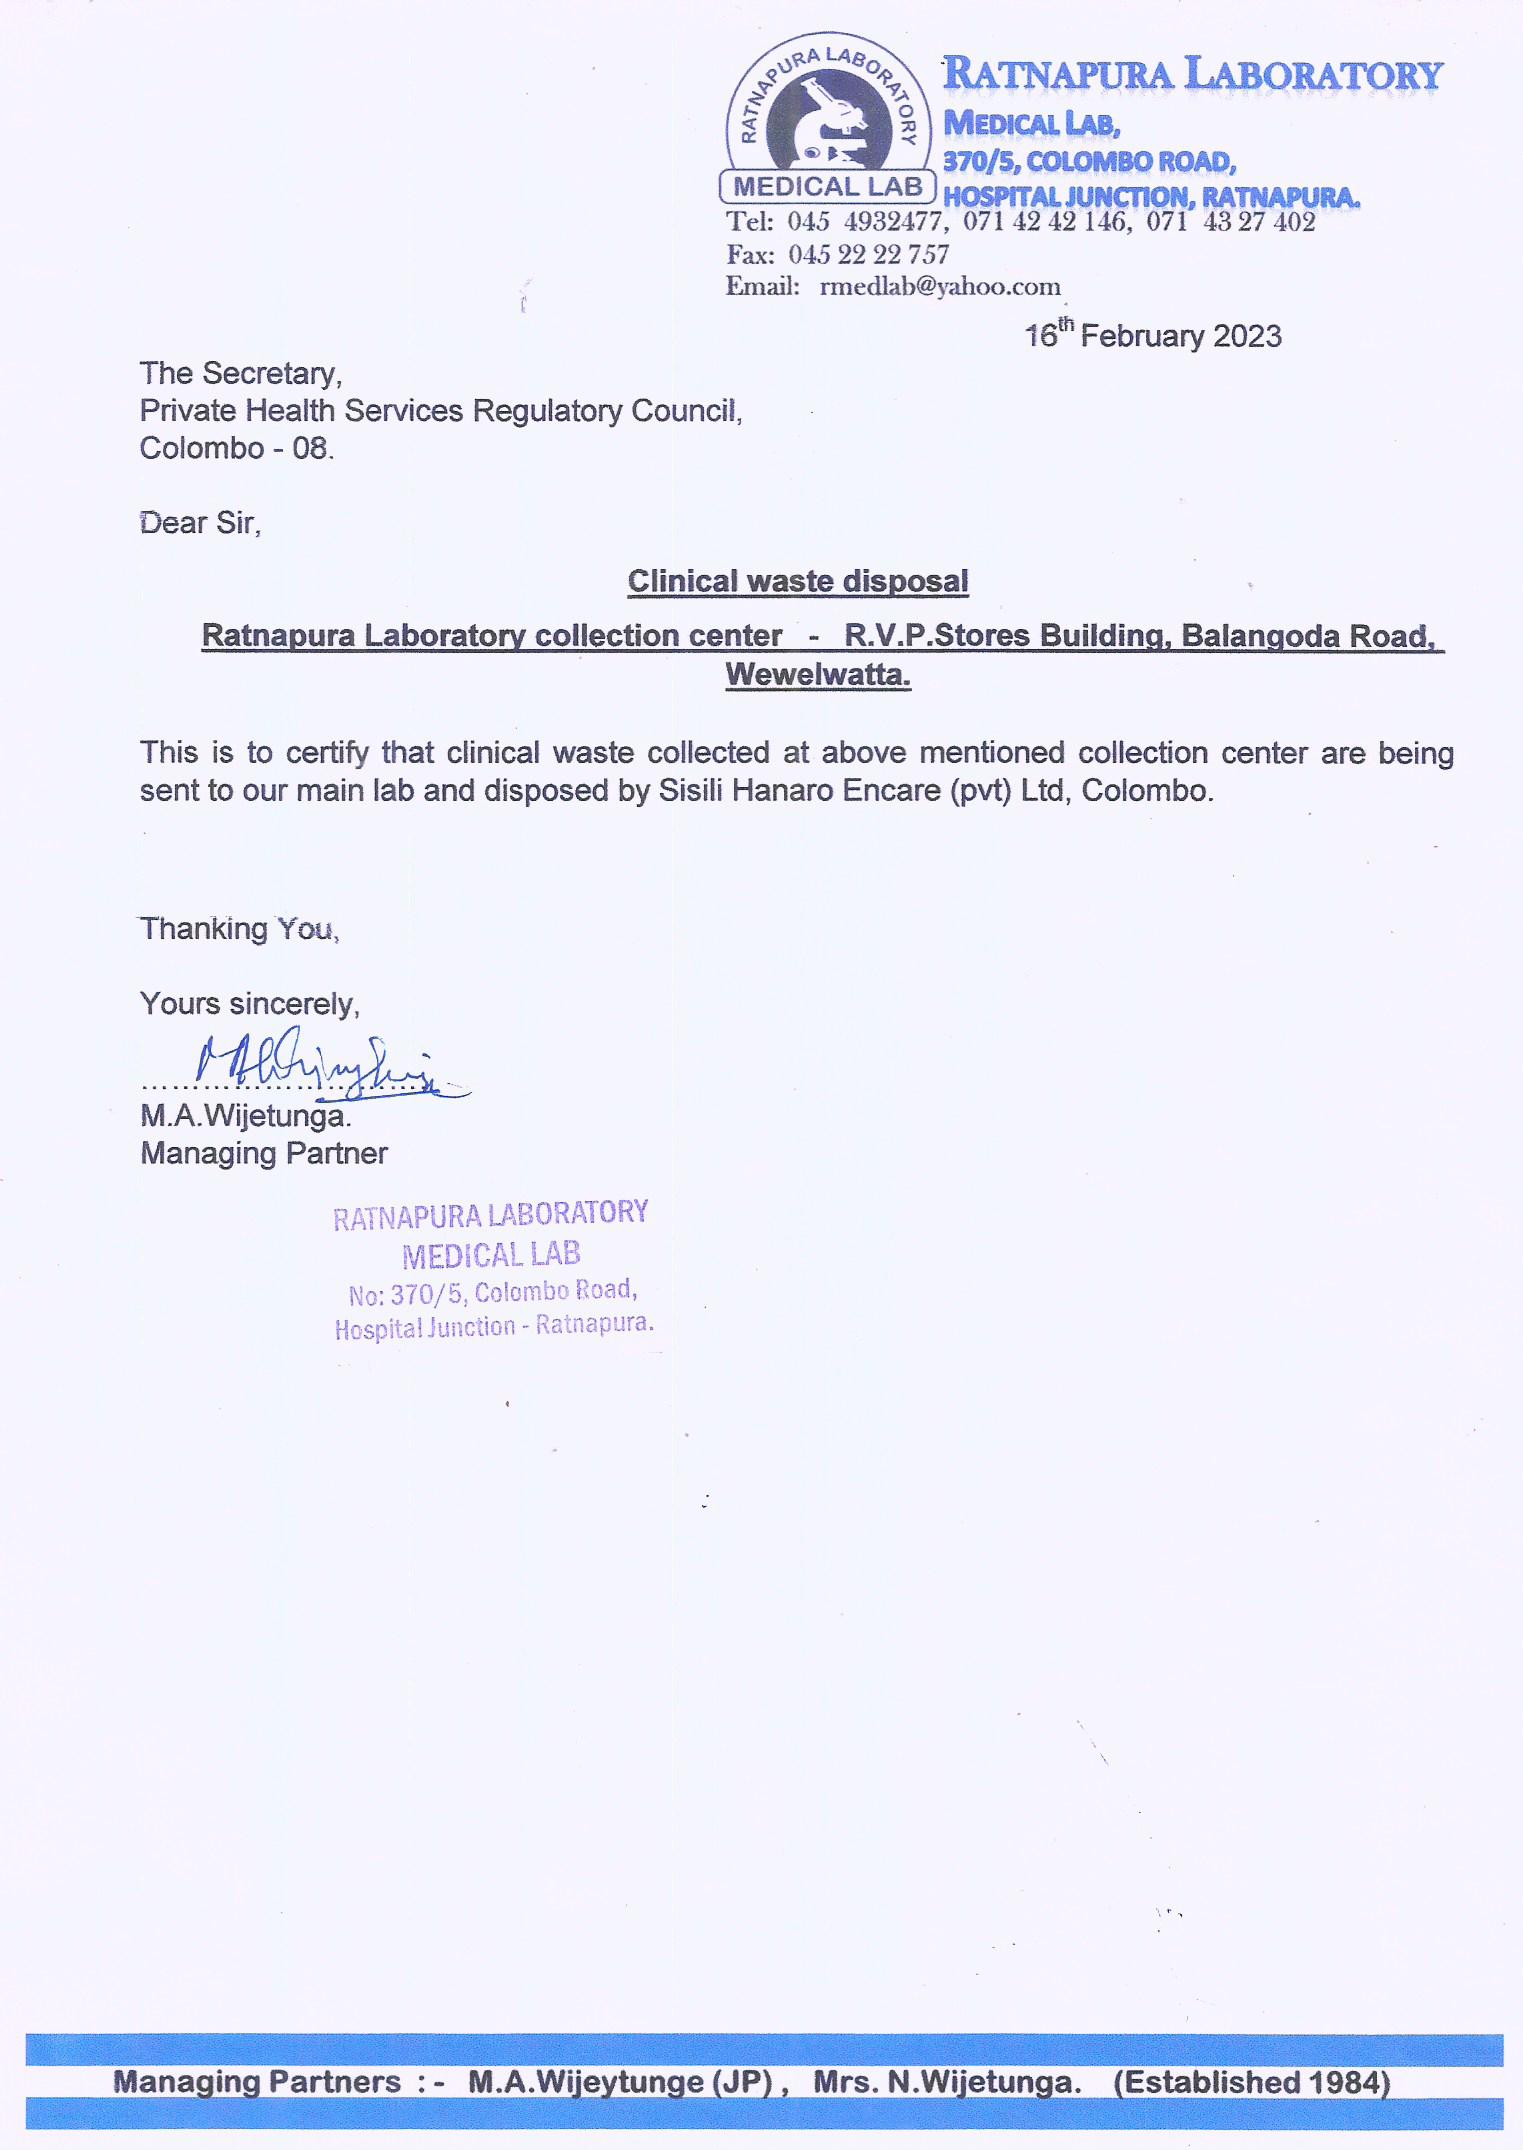 RATNAPURA LABORATORY
MEDICAL LAB
RATNAPURA LABORATORY
MEDICAL LAB,
370/5, COLOMBO ROAD,
HOSPITAL JUNCTION, RATNAPURA.
Tel: 045 4932477, 071 42 42 146, 071 43 27 402
Fax: 045 22 22 757
Email: rmedlab@yahoo.com
16th February 2023
The Secretary,
Private Health Services Regulatory Council,
Colombo - 08.
Dear Sir,
Clinical waste disposal
Ratnapura Laboratory collection center - R.V.P.Stores Building, Balangoda Road,
Wewelwatta.
This is to certify that clinical waste collected at above mentioned collection center are being
sent to our main lab and disposed by Sisili Hanaro Encare (pvt) Ltd, Colombo.
Thanking You,
Yours sincerely,
M.A.Wijetunga.
Managing Partner
RATNAPURA LABORATORY
MEDICAL LAB
No: 370/5, Colombo Road,
Hospital Junction - Ratnapura.
Managing Partners :- M.A.Wijeytunge (JP) , Mrs. N.Wijetunga. (Established 1984)